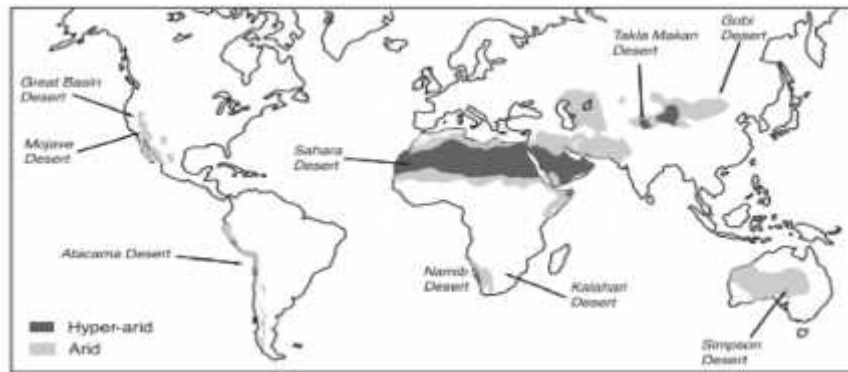 Gobi
Desert
Takla Makan
Desert
Great Basin
Desert
Mojave
Desert
Sahara
Desert
Atacama Desert
Namib
Desert
Kalahari
Desert
Simpson
Desert
Hyper-arid
Arid